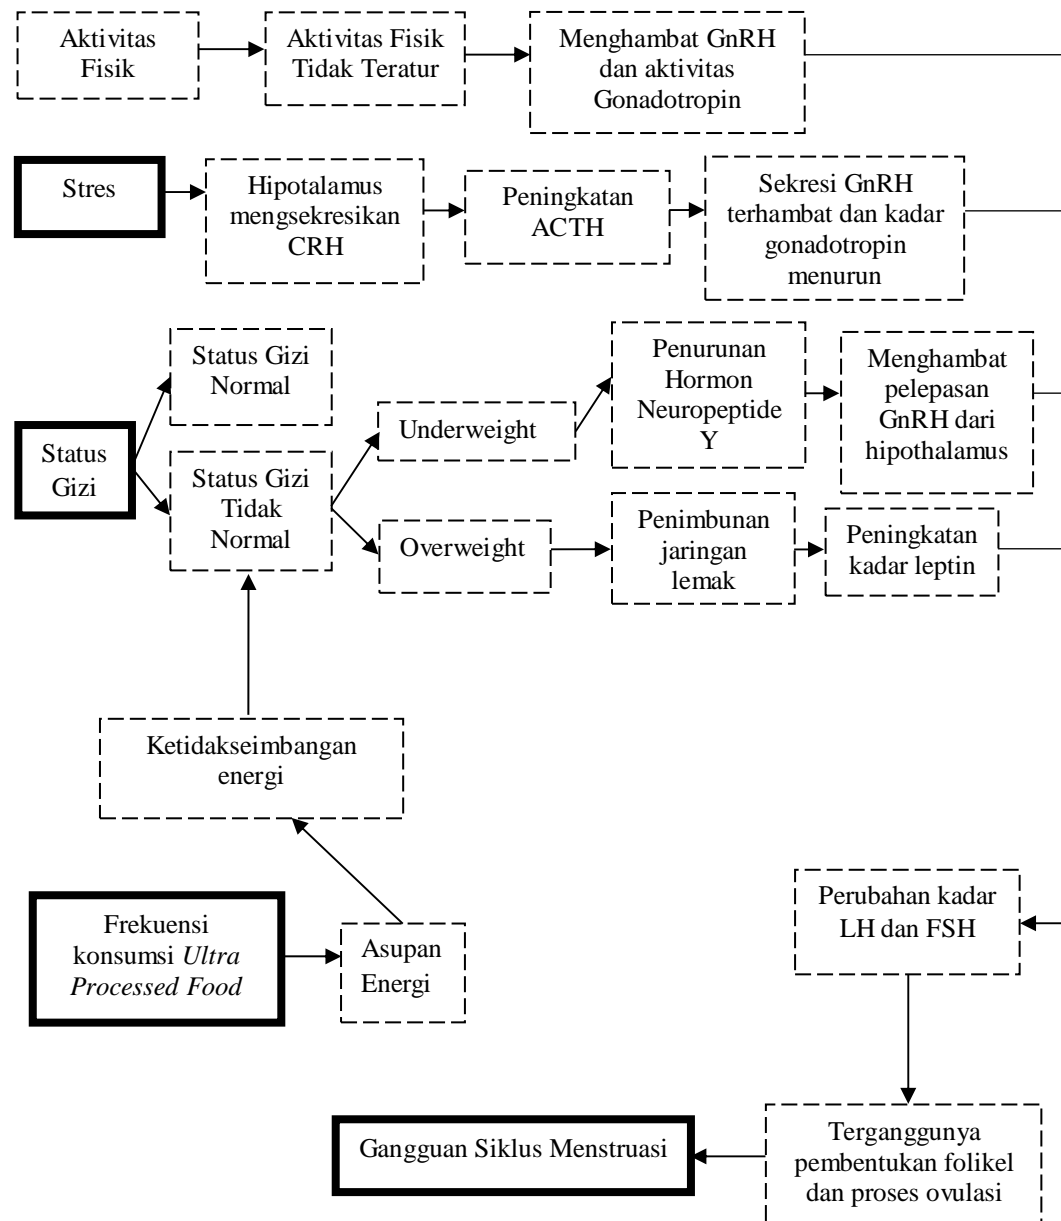 Aktivitas
Fisik
Aktivitas Fisik
Tidak Teratur
Menghambat GnRH
dan aktivitas
Gonadotropin
Stres
Hipotalamus
mengsekresikan
CRH
Peningkatan
ACTH
Sekresi GnRH
terhambat dan kadar
gonadotropin
menurun
Status Gizi
Normal
Penurunan
Hormon
Neuropeptide
Y
Menghambat
pelepasan
GnRH dari
hipothalamus
Underweight
Status
Gizi
Status Gizi
Tidak
Normal
Overweight
Penimbunan
jaringan
lemak
Peningkatan
kadar leptin
Ketidakseimbangan
energi
Frekuensi
konsumsi Ultra
Processed Food
Asupan
Energi
Perubahan kadar
LH dan FSH
Gangguan Siklus Menstruasi
Terganggunya
pembentukan folikel
dan proses ovulasi